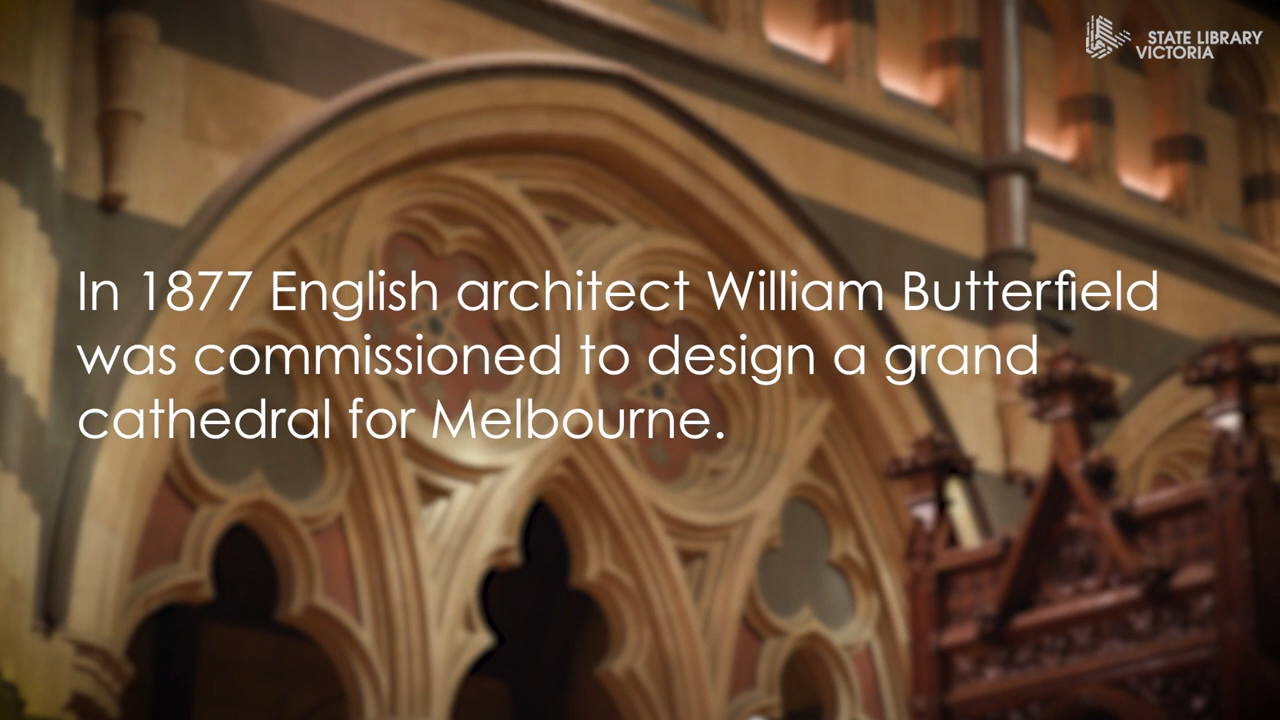 STATE LIBRARY
VICTORIA
In 1877 English architect William Butterfield
was commissioned to design a grand
cathedral for Melbourne.